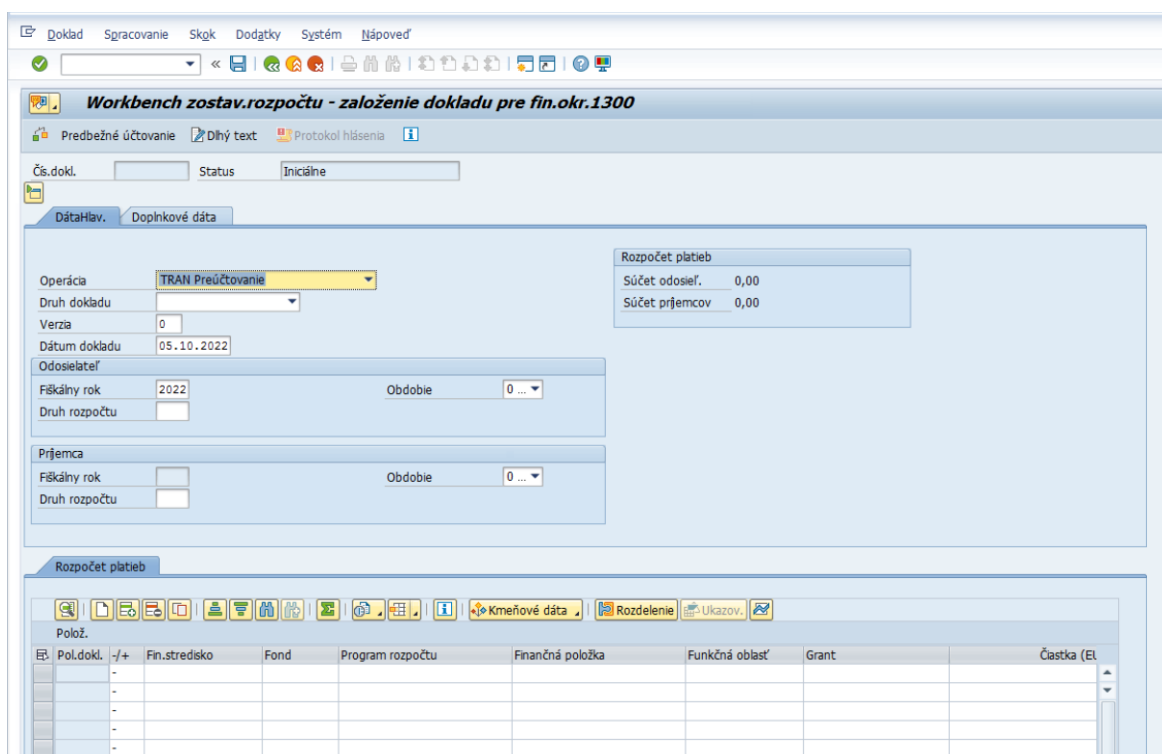 Doklad Spracovanie Skok Dodatky Systém Nápoveď
Workbench zostav.rozpočtu - založenie dokladu pre fin.okr.1300
Predbežné účtovanie Dlhý text Protokol hlásenia
Čís.dokl. Status Iniciálne
DátaHlav. Doplnkové dáta
Rozpočet platieb
Operácia TRAN Preúčtovanie Súčet odosieľ. 0,00
Druh dokladu Súčet príjemcov 0,00
Verzia 0
Dátum dokladu 05.10.2022
Odosielateľ
Fiškálny rok 2022 Obdobie 0 ...
Druh rozpočtu
Príjemca
Fiškálny rok Obdobie 0 ...
Druh rozpočtu
Rozpočet platieb
Kmeňové dáta Rozdelenie Ukazov.
Polož.
Pol.dokl. -/+ Fin.stredisko Fond Program rozpočtu Finančná položka Funkčná oblasť Grant Čiastka (EU
-
-
-
-
-